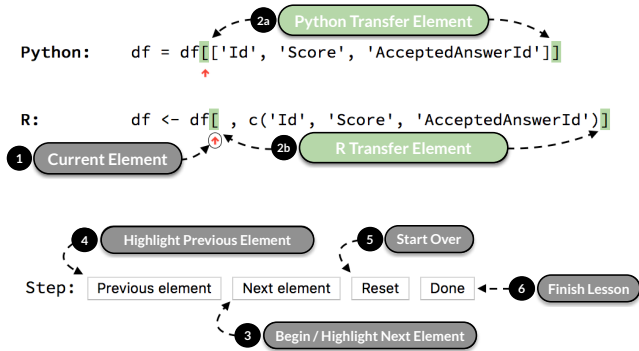 2a Python Transfer Element
Python: df = df[['Id', 'Score', 'AcceptedAnswerId']]
R: df <- df[ , c('Id', 'Score', 'AcceptedAnswerId')]
1 Current Element
2b R Transfer Element
4 Highlight Previous Element
5 Start Over
Step: Previous element Next element Reset Done
6 Finish Lesson
3 Begin / Highlight Next Element